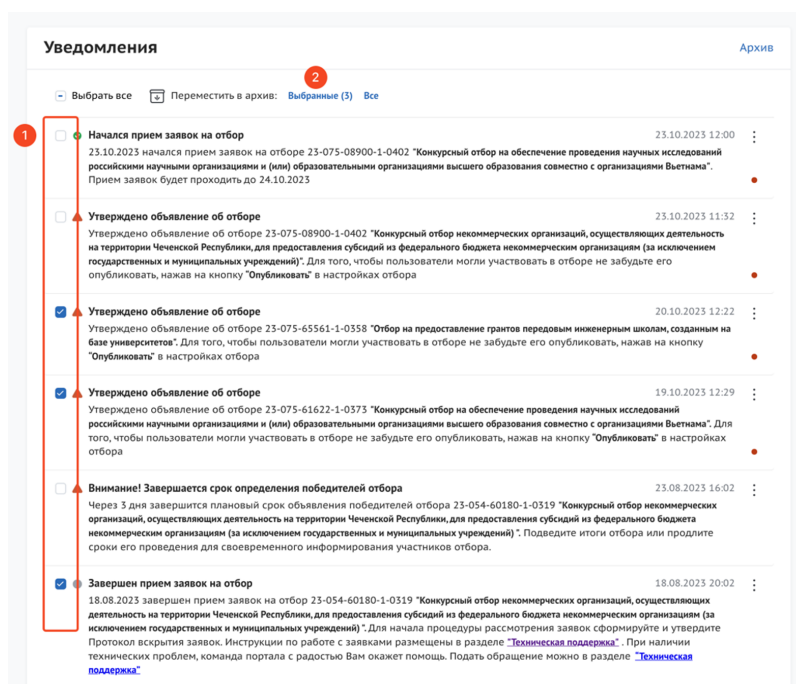 Уведомления
Архив
2
Выбрать все Переместить в архив: Выбранные (3) Все
1
Начался прием заявок на отбор 23.10.2023 12:00
23.10.2023 начался прием заявок на отборе 23-075-08900-1-0402 "Конкурсный отбор на обеспечение проведения научных исследований
российскими научными организациями и (или) образовательными организациями высшего образования совместно с организациями Вьетнама".
Прием заявок будет проходить до 24.10.2023
Утверждено объявление об отборе 23.10.2023 11:32
Утверждено объявление об отборе 23-075-08900-1-0402 "Конкурсный отбор некоммерческих организаций, осуществляющих деятельность
на территории Чеченской Республики, для предоставления субсидий из федерального бюджета некоммерческим организациям (за исключением
государственных и муниципальных учреждений)". Для того, чтобы пользователи могли участвовать в отборе не забудьте его
опубликовать, нажав на кнопку "Опубликовать" в настройках отбора
Утверждено объявление об отборе 20.10.2023 12:22
Утверждено объявление об отборе 23-075-65561-1-0358 "Отбор на предоставление грантов передовым инженерным школам, созданным на
базе университетов". Для того, чтобы пользователи могли участвовать в отборе не забудьте его опубликовать, нажав на кнопку
"Опубликовать" в настройках отбора
Утверждено объявление об отборе 19.10.2023 12:29
Утверждено объявление об отборе 23-075-61622-1-0373 "Конкурсный отбор на обеспечение проведения научных исследований
российскими научными организациями и (или) образовательными организациями высшего образования совместно с организациями Вьетнама". Для
того, чтобы пользователи могли участвовать в отборе не забудьте его опубликовать, нажав на кнопку "Опубликовать" в настройках
отбора
Внимание! Завершается срок определения победителей отбора 23.08.2023 16:02
Через 3 дня завершится плановый срок объявления победителей отбора 23-054-60180-1-0319 "Конкурсный отбор некоммерческих
организаций, осуществляющих деятельность на территории Чеченской Республики, для предоставления субсидий из федерального бюджета
некоммерческим организациям (за исключением государственных и муниципальных учреждений) ". Подведите итоги отбора или продлите
сроки его проведения для своевременного информирования участников отбора.
Завершен прием заявок на отбор 18.08.2023 20:02
18.08.2023 завершен прием заявок на отбор 23-054-60180-1-0319 "Конкурсный отбор некоммерческих организаций, осуществляющих
деятельность на территории Чеченской Республики, для предоставления субсидий из федерального бюджета некоммерческим организациям (за
исключением государственных и муниципальных учреждений) ". Для начала процедуры рассмотрения заявок сформируйте и утвердите
Протокол вскрытия заявок. Инструкции по работе с заявками размещены в разделе "Техническая поддержка" . При наличии
технических проблем, команда портала с радостью Вам окажет помощь. Подать обращение можно в разделе "Техническая
поддержка"